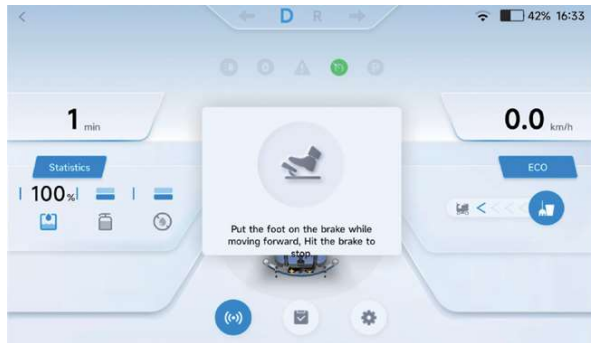 D R
42% 16:33
1 min
0.0 km/h
Statistics
ECO
100%
Put the foot on the brake while
moving forward, Hit the brake to
stop